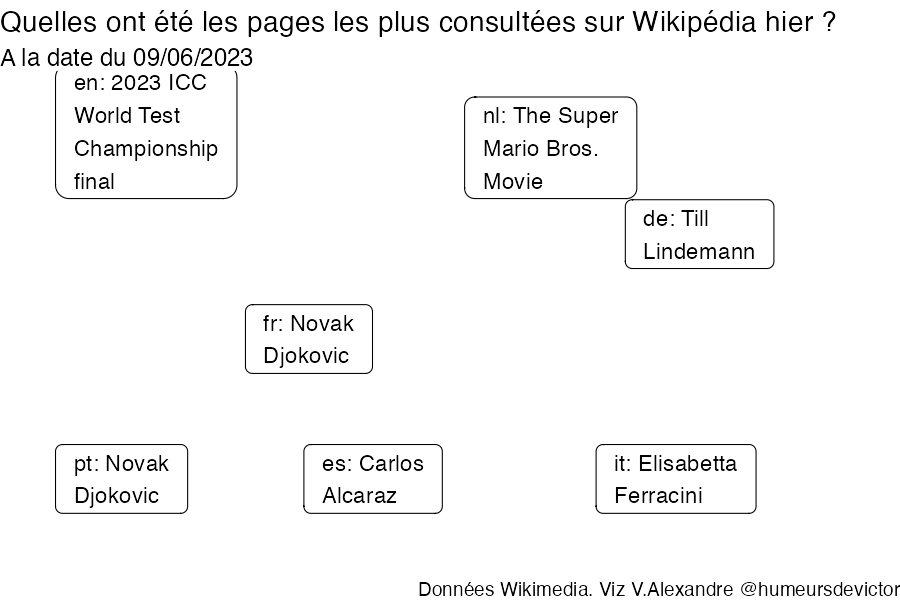 Quelles ont été les pages les plus consultées sur Wikipédia hier ?
A la date du 09/06/2023
en: 2023 ICC
World Test
Championship
final
nl: The Super
Mario Bros.
Movie
de: Till
Lindemann
fr: Novak
Djokovic
pt: Novak
Djokovic
es: Carlos
Alcaraz
it: Elisabetta
Ferracini
Données Wikimedia. Viz V.Alexandre @humeursdevictor